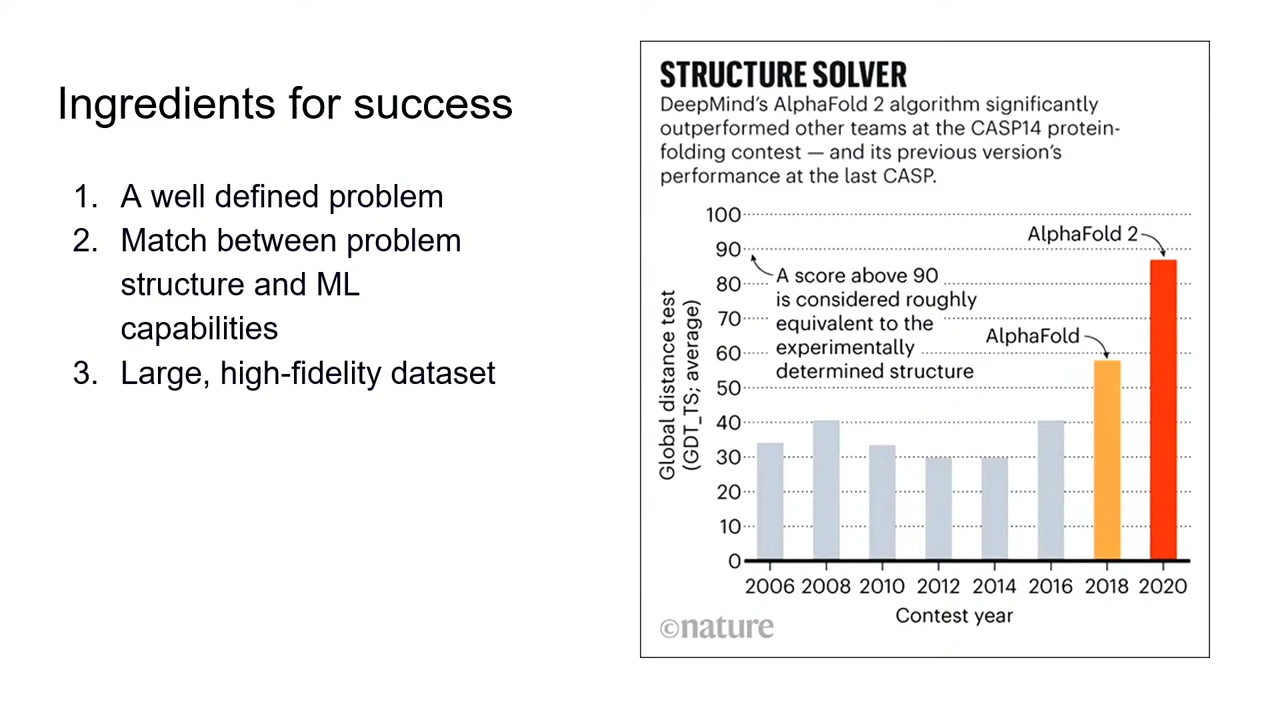 Ingredients for success
1. A well defined problem
2. Match between problem
structure and ML
capabilities
3. Large, high-fidelity dataset
STRUCTURE SOLVER
DeepMind's AlphaFold 2 algorithm significantly
outperformed other teams at the CASP14 protein-
folding contest — and its previous version's
performance at the last CASP.
Global distance test
(GDT_TS; average)
100
90
80
70
60
50
40
30
20
10
0
AlphaFold 2
A score above 90
is considered roughly
equivalent to the
experimentally
determined structure
AlphaFold
2006 2008 2010 2012 2014 2016 2018 2020
Contest year
©nature